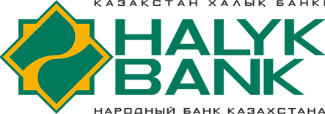 ҚАЗАҚСТАН ХАЛЫҚ БАНКІ
HALYK
BANK
НАРОДНЫЙ БАНК КАЗАХСТАНА